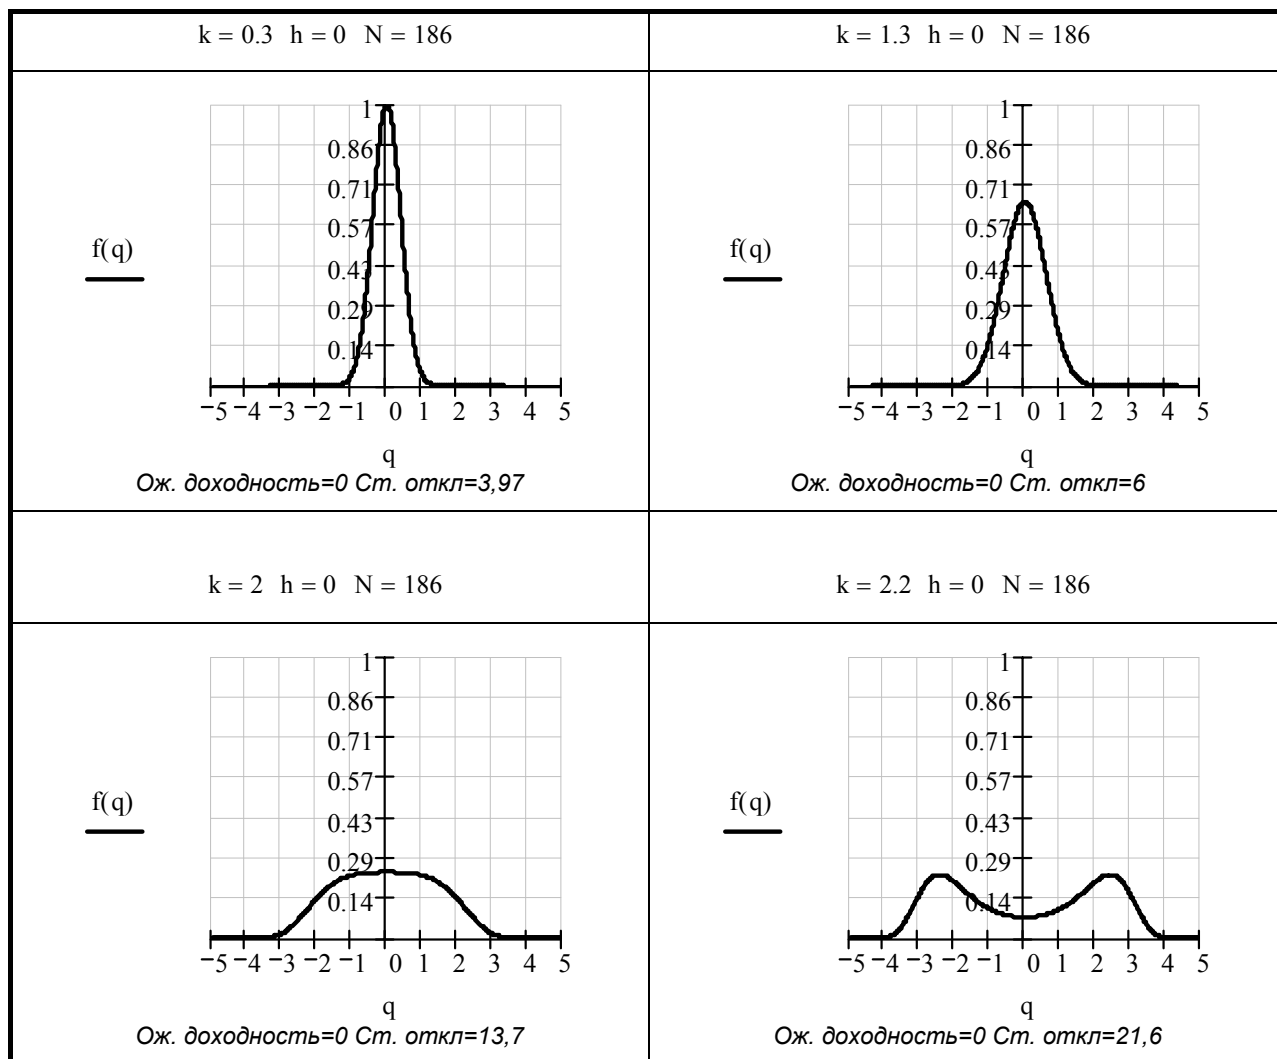 k = 0.3 h = 0 N = 186
k = 1.3 h = 0 N = 186
1
0.86
0.71
0.57
0.43
0.29
0.14
f(q)
−5 −4 −3 −2 −1 0 1 2 3 4 5
q
Ож. доходность=0 Ст. откл=3,97
1
0.86
0.71
0.57
0.43
0.29
0.14
f(q)
−5 −4 −3 −2 −1 0 1 2 3 4 5
q
Ож. доходность=0 Ст. откл=6
k = 2 h = 0 N = 186
k = 2.2 h = 0 N = 186
1
0.86
0.71
0.57
0.43
0.29
0.14
f(q)
−5 −4 −3 −2 −1 0 1 2 3 4 5
q
Ож. доходность=0 Ст. откл=13,7
1
0.86
0.71
0.57
0.43
0.29
0.14
f(q)
−5 −4 −3 −2 −1 0 1 2 3 4 5
q
Ож. доходность=0 Ст. откл=21,6